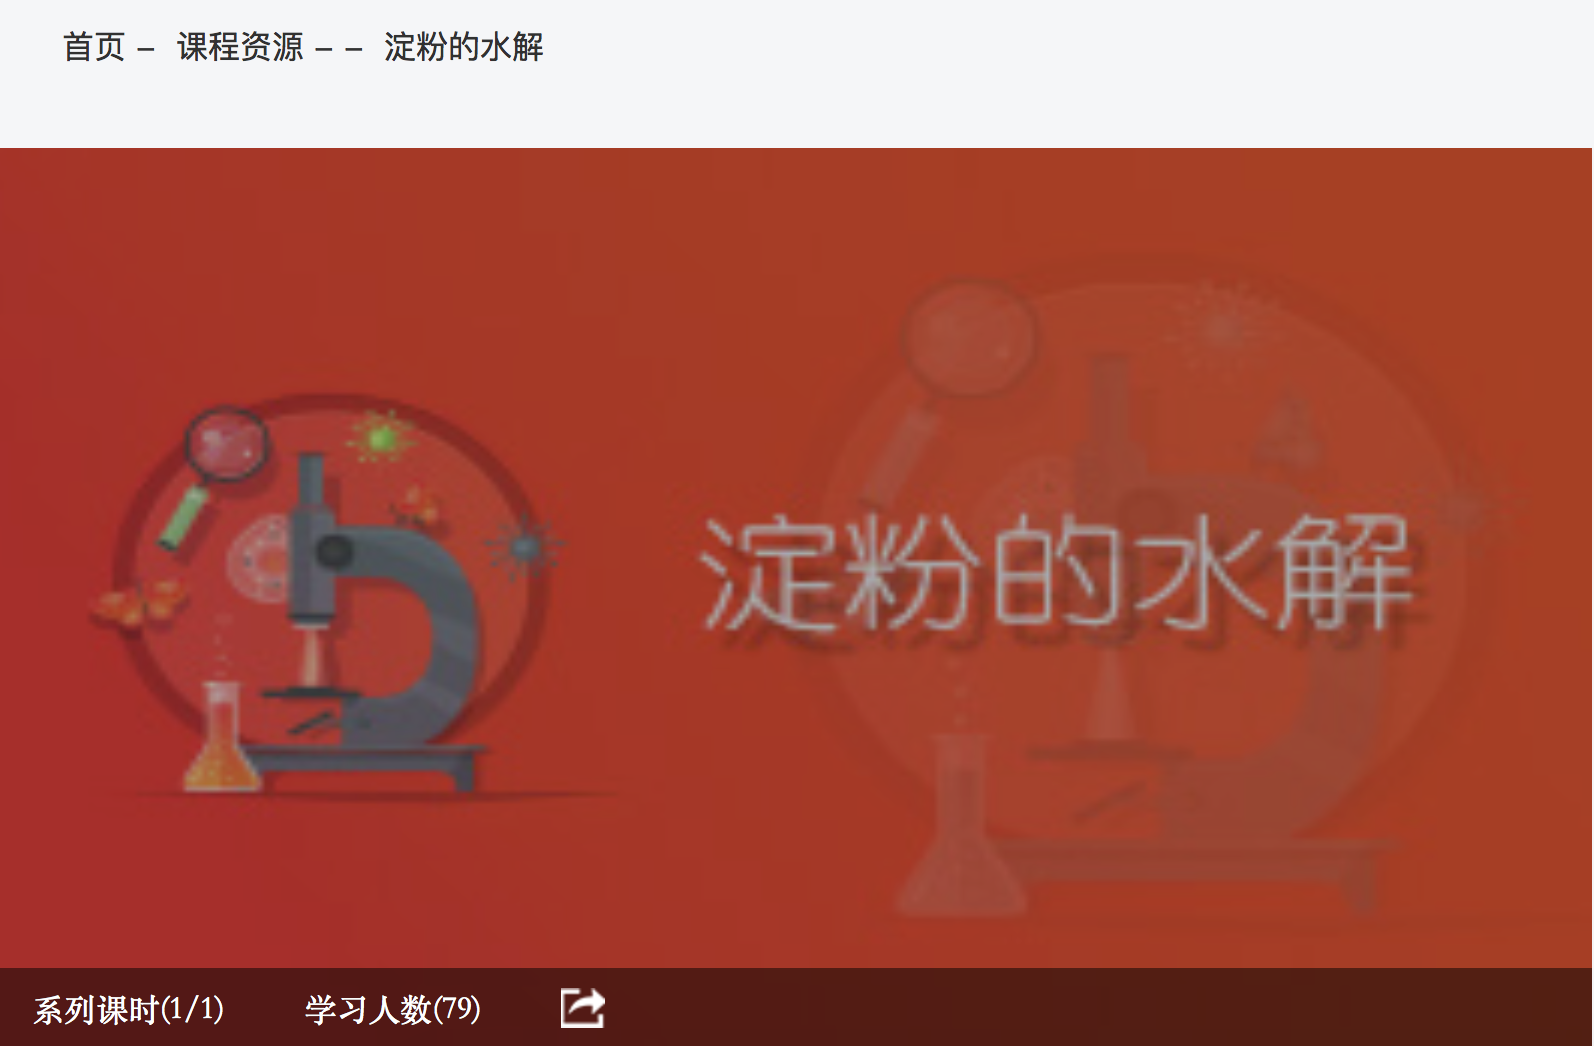 首页 – 课程资源 – – 淀粉的水解
淀粉的水解
系列课时(1/1) 学习人数(79)